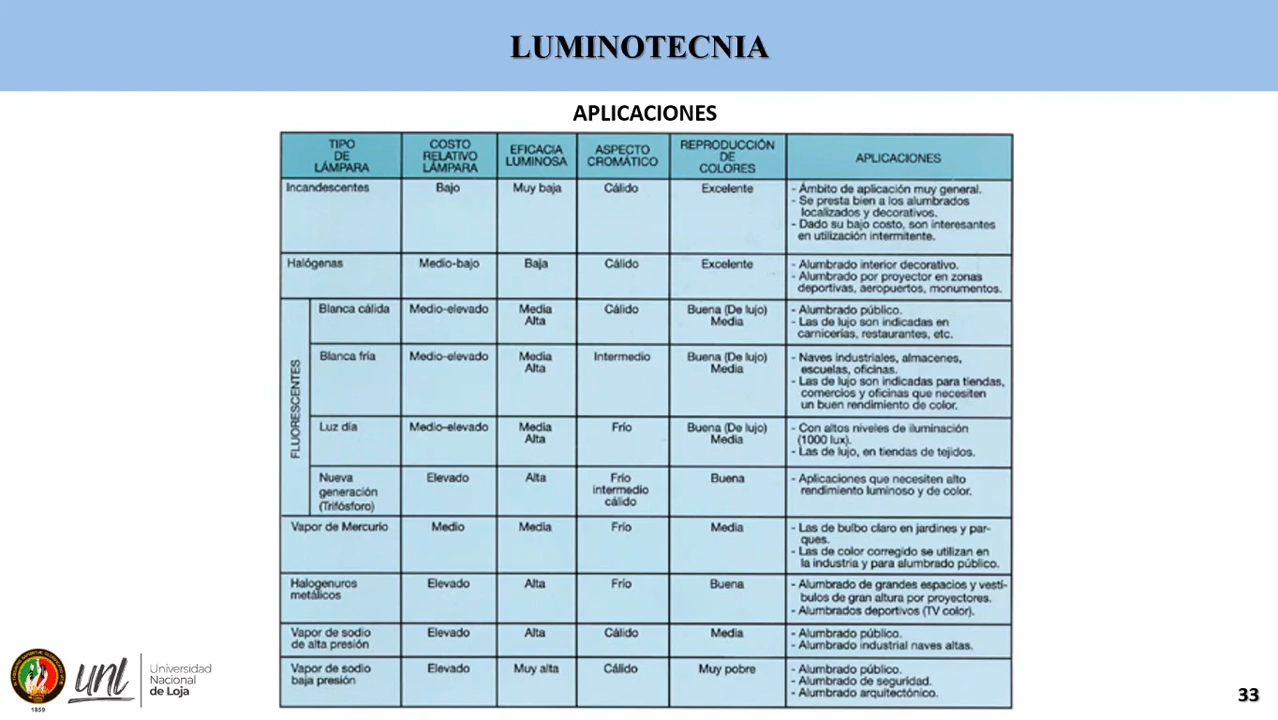 LUMINOTECNIA
APLICACIONES
TIPO
DE
LÁMPARA
COSTO
RELATIVO
LÁMPARA
EFICACIA
LUMINOSA
ASPECTO
CROMÁTICO
REPRODUCCIÓN
DE
COLORES
APLICACIONES
Incandescentes
Bajo
Muy baja
Cálido
Excelente
- Ámbito de aplicación muy general.
- Se presta bien a los alumbrados
localizados y decorativos.
- Dado su bajo costo, son interesantes
en utilización intermitente.
Halógenas
Medio-bajo
Baja
Cálido
Excelente
- Alumbrado interior decorativo.
- Alumbrado por proyector en zonas
deportivas, aeropuertos, monumentos.
FLUORESCENTES
Blanca cálida
Medio-elevado
Media
Alta
Cálido
Buena (De lujo)
Media
- Alumbrado público.
- Las de lujo son indicadas en
carnicerías, restaurantes, etc.
Blanca fría
Medio-elevado
Media
Alta
Intermedio
Buena (De lujo)
Media
- Naves industriales, almacenes,
escuelas, oficinas.
- Las de lujo son indicadas para tiendas,
comercios y oficinas que necesiten
un buen rendimiento de color.
Luz día
Medio-elevado
Media
Alta
Frío
Buena (De lujo)
Media
- Con altos niveles de iluminación
(1000 lux).
- Las de lujo, en tiendas de tejidos.
Nueva
generación
(Trifósforo)
Elevado
Alta
Frío
intermedio
cálido
Buena
- Aplicaciones que necesiten alto
rendimiento luminoso y de color.
Vapor de Mercurio
Medio
Media
Frío
Media
- Las de bulbo claro en jardines y par-
ques.
- Las de color corregido se utilizan en
la industria y para alumbrado público.
Halogenuros
metálicos
Elevado
Alta
Frío
Buena
- Alumbrado de grandes espacios y vestí-
bulos de gran altura por proyectores.
- Alumbrados deportivos (TV color).
Vapor de sodio
de alta presión
Elevado
Alta
Cálido
Media
- Alumbrado público.
- Alumbrado industrial naves altas.
Vapor de sodio
baja presión
Elevado
Muy alta
Cálido
Muy pobre
- Alumbrado público.
- Alumbrado de seguridad.
- Alumbrado arquitectónico.
1859
unl
Universidad
Nacional
de Loja
33